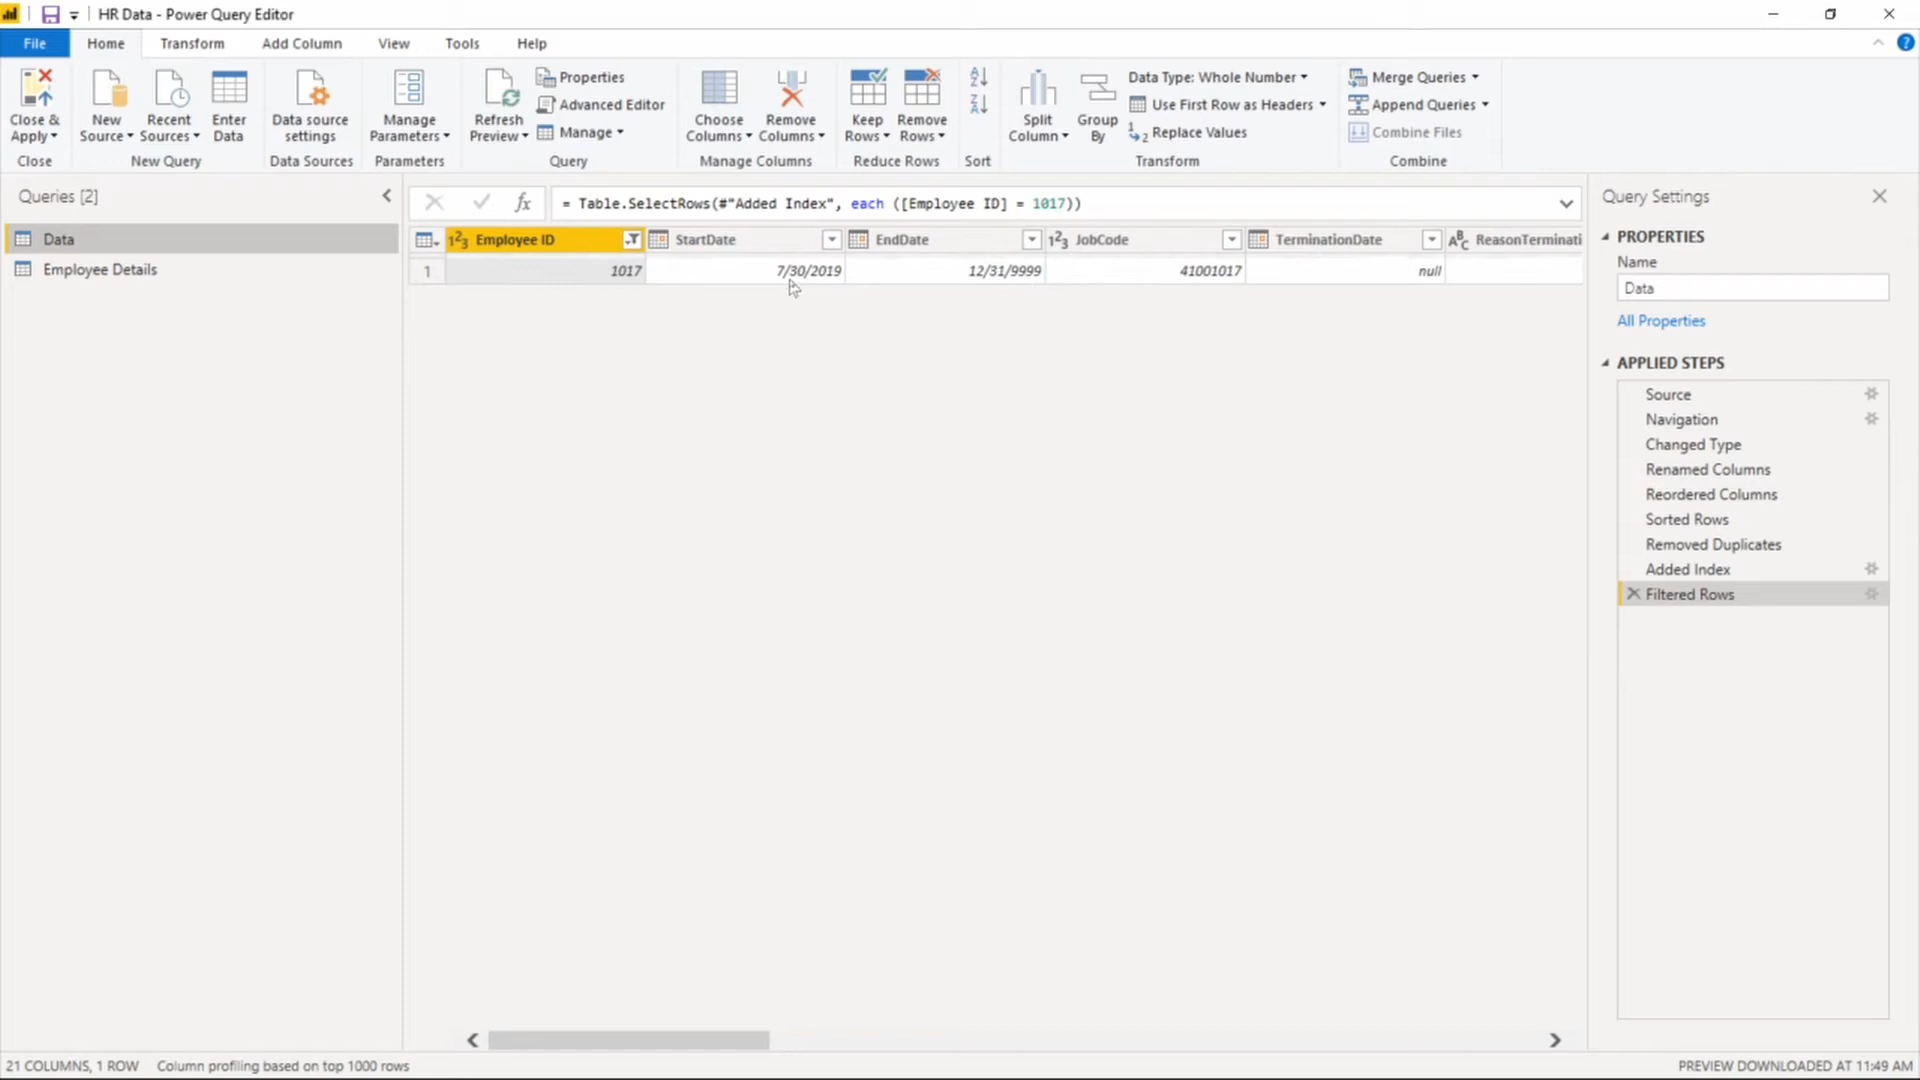 HR Data - Power Query Editor
File Home Transform Add Column View Tools Help
Close & Apply
New Source
Recent Sources
Enter Data
Data source settings
Manage Parameters
Refresh Preview
Properties
Advanced Editor
Manage
Choose Columns
Remove Columns
Keep Rows
Remove Rows
Split Column
Group By
Data Type: Whole Number
Use First Row as Headers
Replace Values
Merge Queries
Append Queries
Combine Files
Close New Query Data Sources Parameters Query Manage Columns Reduce Rows Sort Transform Combine
Queries [2]
Data
Employee Details
fx = Table.SelectRows(#"Added Index", each ([Employee ID] = 1017))
Employee ID StartDate EndDate JobCode TerminationDate ReasonTerminati
1 1017 7/30/2019 12/31/9999 41001017 null
Query Settings
PROPERTIES
Name
Data
All Properties
APPLIED STEPS
Source
Navigation
Changed Type
Renamed Columns
Reordered Columns
Sorted Rows
Removed Duplicates
Added Index
Filtered Rows
21 COLUMNS, 1 ROW Column profiling based on top 1000 rows
PREVIEW DOWNLOADED AT 11:49 AM